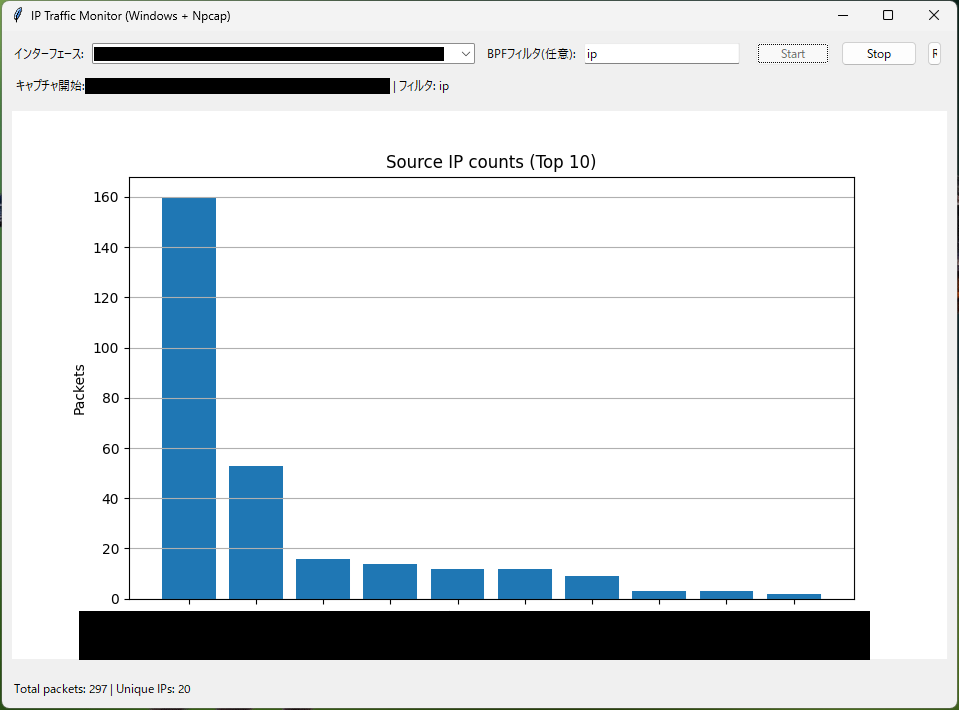 IP Traffic Monitor (Windows + Npcap)
インターフェース: BPFフィルタ(任意): ip Start Stop R
キャプチャ開始: | フィルタ: ip
Source IP counts (Top 10)
160
140
120
100
80
60
40
20
0
Packets
Total packets: 297 | Unique IPs: 20